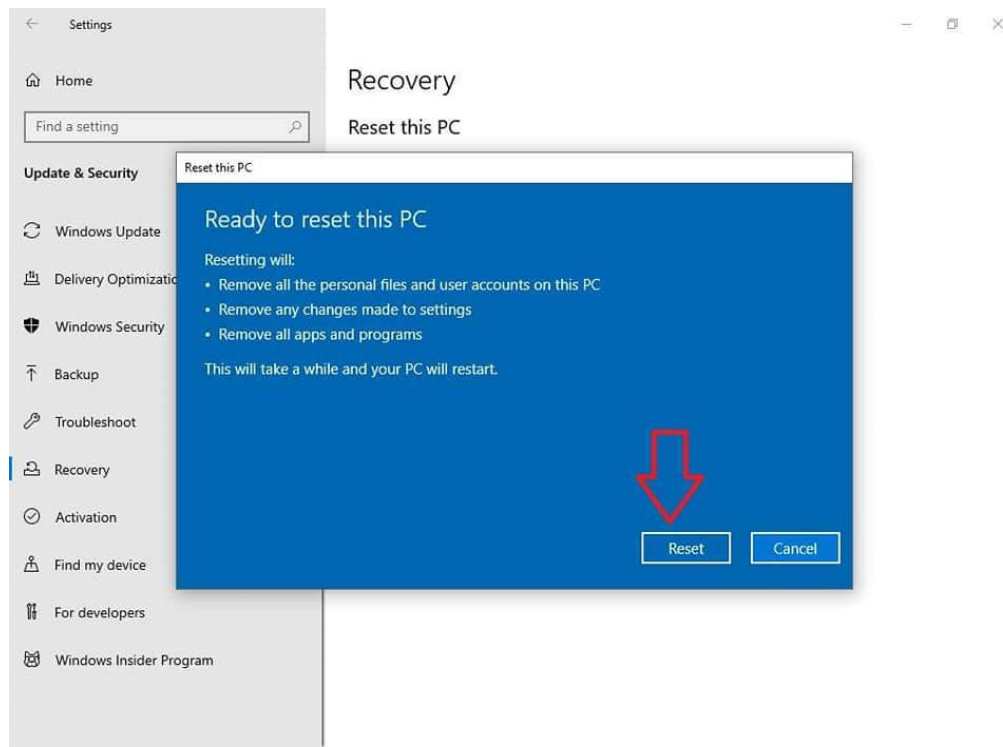 Settings
Home
Find a setting
Update & Security
Windows Update
Delivery Optimizatio
Windows Security
Backup
Troubleshoot
Recovery
Activation
Find my device
For developers
Windows Insider Program
Recovery
Reset this PC
Reset this PC
Ready to reset this PC
Resetting will:
• Remove all the personal files and user accounts on this PC
• Remove any changes made to settings
• Remove all apps and programs
This will take a while and your PC will restart.
Reset
Cancel